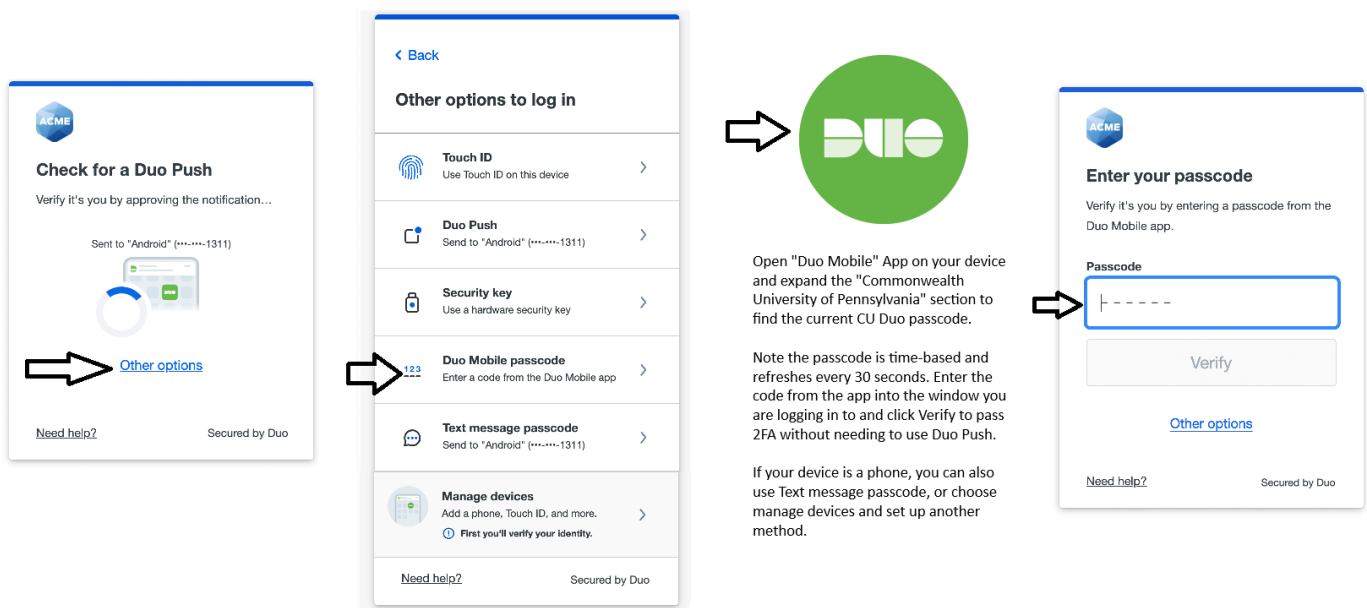 ACME
Check for a Duo Push
Verify it's you by approving the notification...
Sent to "Android" (•••-•••-1311)
Other options
Need help?
Secured by Duo
Back
Other options to log in
Touch ID
Use Touch ID on this device
Duo Push
Send to "Android" (•••-•••-1311)
Security key
Use a hardware security key
123
Duo Mobile passcode
Enter a code from the Duo Mobile app
Text message passcode
Send to "Android" (•••-•••-1311)
Manage devices
Add a phone, Touch ID, and more.
First you'll verify your identity.
Need help?
Secured by Duo
DUO
Open "Duo Mobile" App on your device
and expand the "Commonwealth
University of Pennsylvania" section to
find the current CU Duo passcode.
Note the passcode is time-based and
refreshes every 30 seconds. Enter the
code from the app into the window you
are logging in to and click Verify to pass
2FA without needing to use Duo Push.
If your device is a phone, you can also
use Text message passcode, or choose
manage devices and set up another
method.
ACME
Enter your passcode
Verify it's you by entering a passcode from the
Duo Mobile app.
Passcode
Verify
Other options
Need help?
Secured by Duo